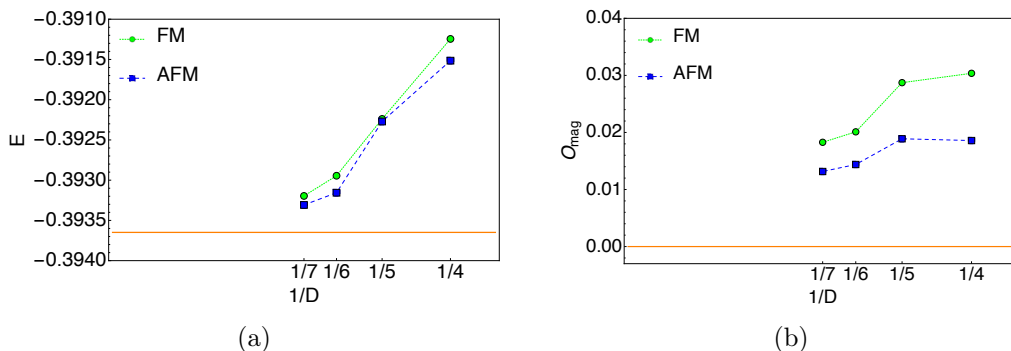 −0.3910
FM
−0.3915
AFM
−0.3920
−0.3925
−0.3930
−0.3935
−0.3940
E
1/7 1/6 1/5 1/4
1/D
(a)
0.04
FM
0.03
AFM
0.02
0.01
0.00
Omag
1/7 1/6 1/5 1/4
1/D
(b)